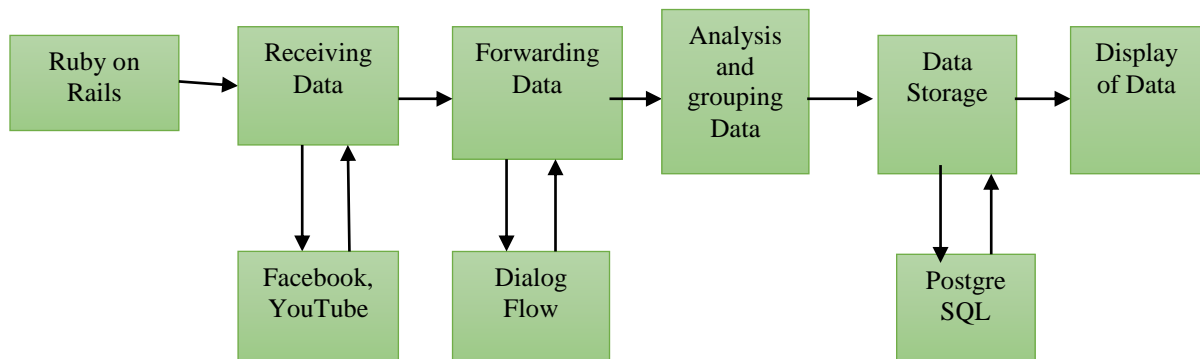 Ruby on
Rails
Receiving
Data
Forwarding
Data
Analysis
and
grouping
Data
Data
Storage
Display
of Data
Facebook,
YouTube
Dialog
Flow
Postgre
SQL